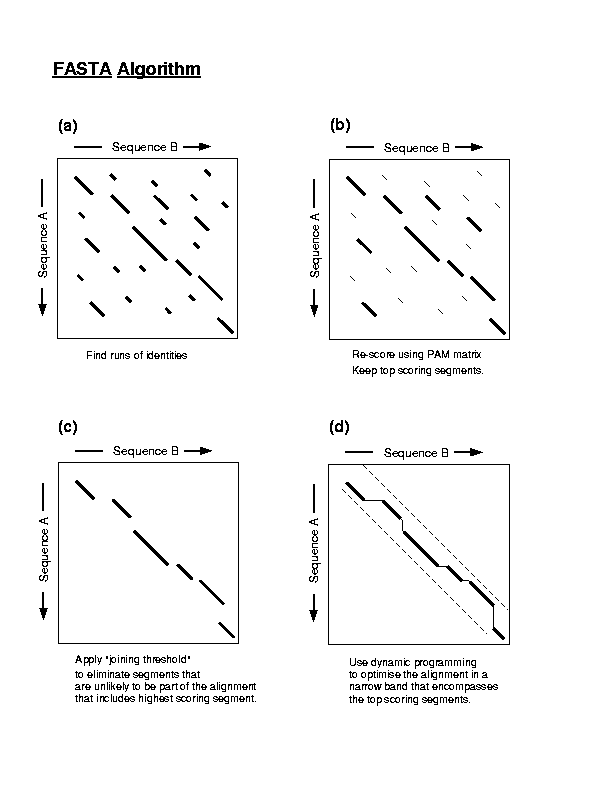 FASTA Algorithm
(a)
Sequence B
Sequence A
Find runs of identities
(b)
Sequence B
Sequence A
Re-score using PAM matrix
Keep top scoring segments.
(c)
Sequence B
Sequence A
Apply "joining threshold"
to eliminate segments that
are unlikely to be part of the alignment
that includes highest scoring segment.
(d)
Sequence B
Sequence A
Use dynamic programming
to optimise the alignment in a
narrow band that encompasses
the top scoring segments.